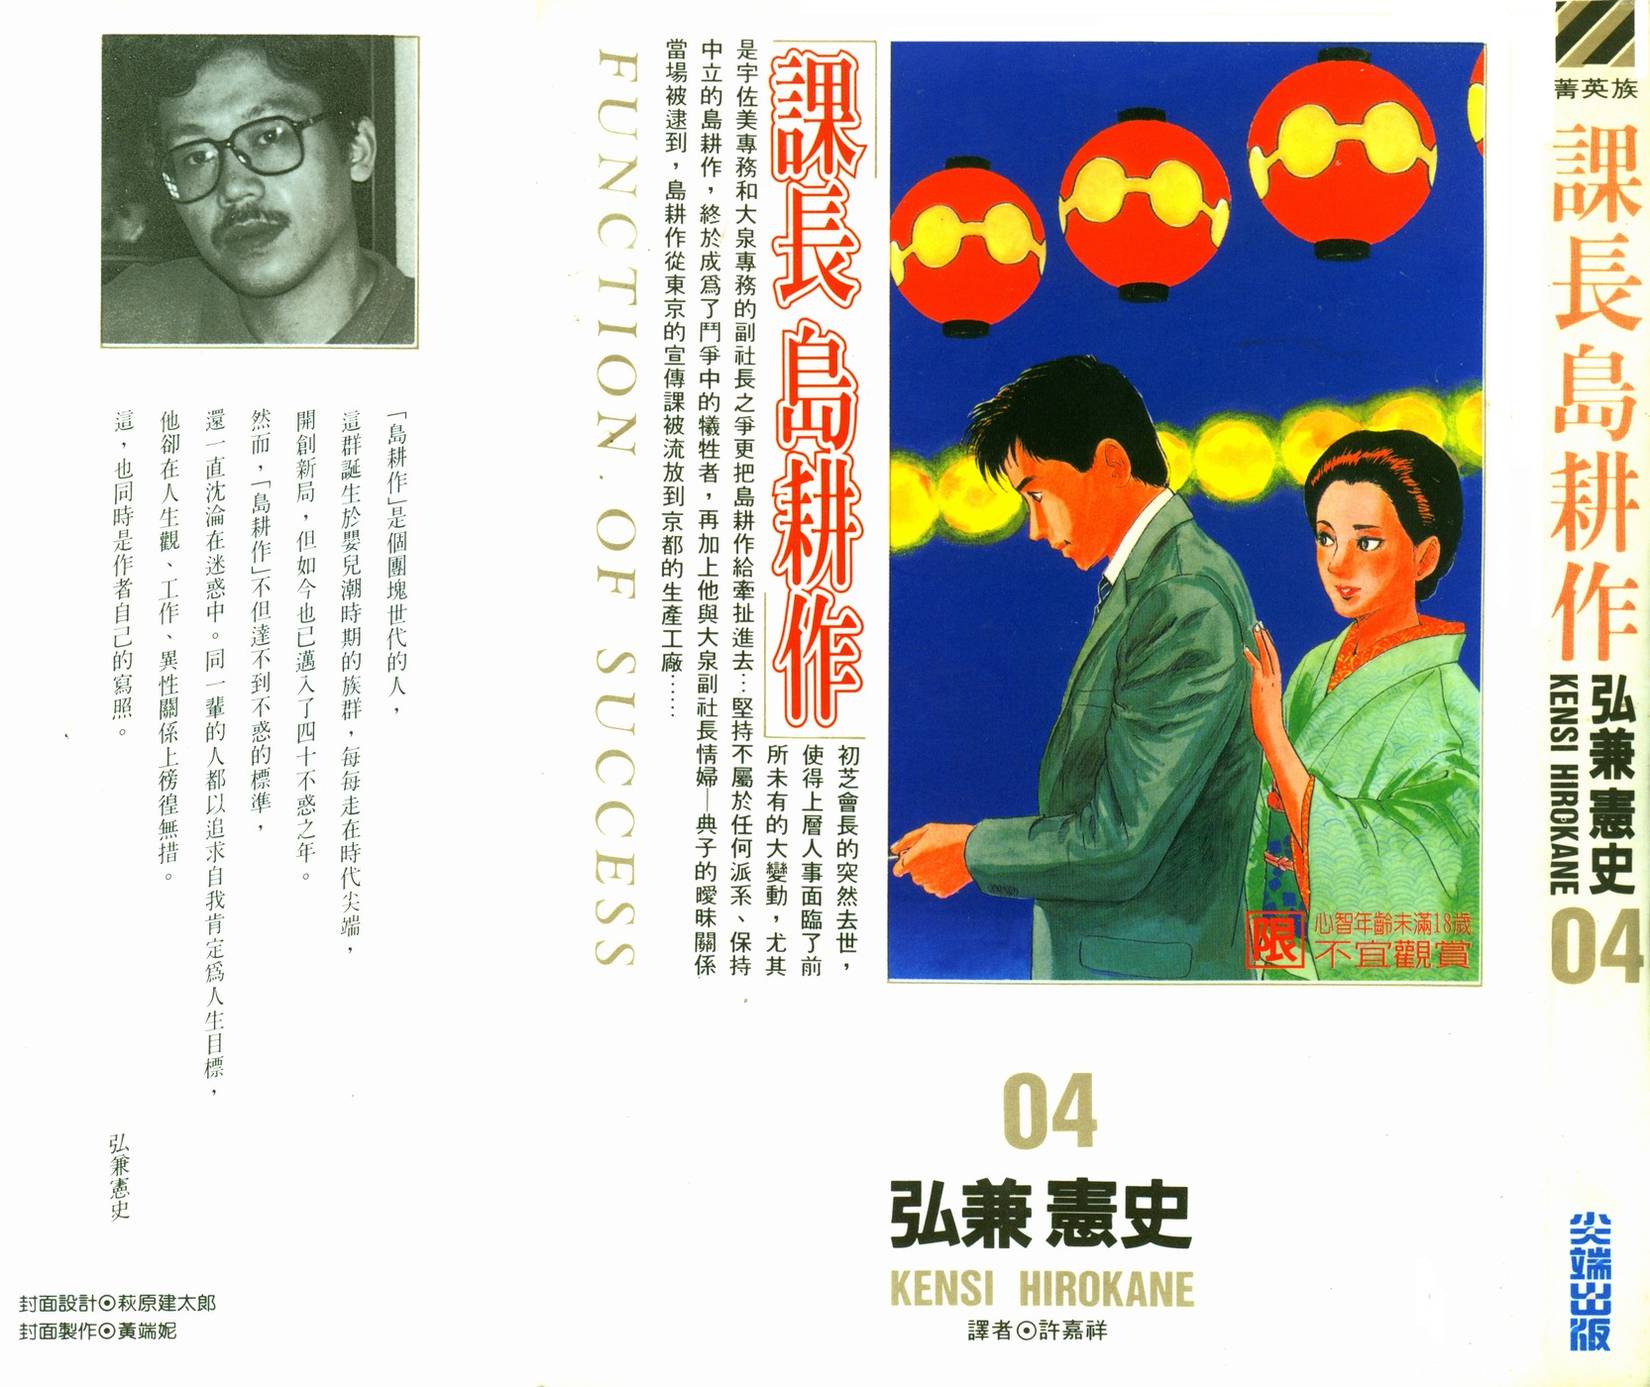 菁英族
課長島耕作
弘兼憲史
KENSI HIROKANE
04
尖端出版
限
心智年齡未滿18歲
不宜觀賞
04
弘兼憲史
KENSI HIROKANE
譯者⊙許嘉祥
課長 島耕作
初芝會長的突然去世，
使得上層人事面臨了前
所未有的大變動，尤其
是宇佐美專務和大泉專務的副社長之爭更把島耕作給牽扯進去…堅持不屬於任何派系、保持
中立的島耕作，終於成爲了鬥爭中的犧牲者，再加上他與大泉副社長情婦—典子的曖昧關係
當場被逮到，島耕作從東京的宣傳課被流放到京都的生產工廠……
FUNCTION. OF SUCCESS
「島耕作」是個團塊世代的人，
這群誕生於嬰兒潮時期的族群，每每走在時代尖端，
開創新局，但如今也已邁入了四十不惑之年。
然而，「島耕作」不但達不到不惑的標準，
還一直沈淪在迷惑中。同一輩的人都以追求自我肯定爲人生目標，
他卻在人生觀、工作、異性關係上徬徨無措。
這，也同時是作者自己的寫照。
弘兼憲史
封面設計⊙萩原建太郎
封面製作⊙黃端妮